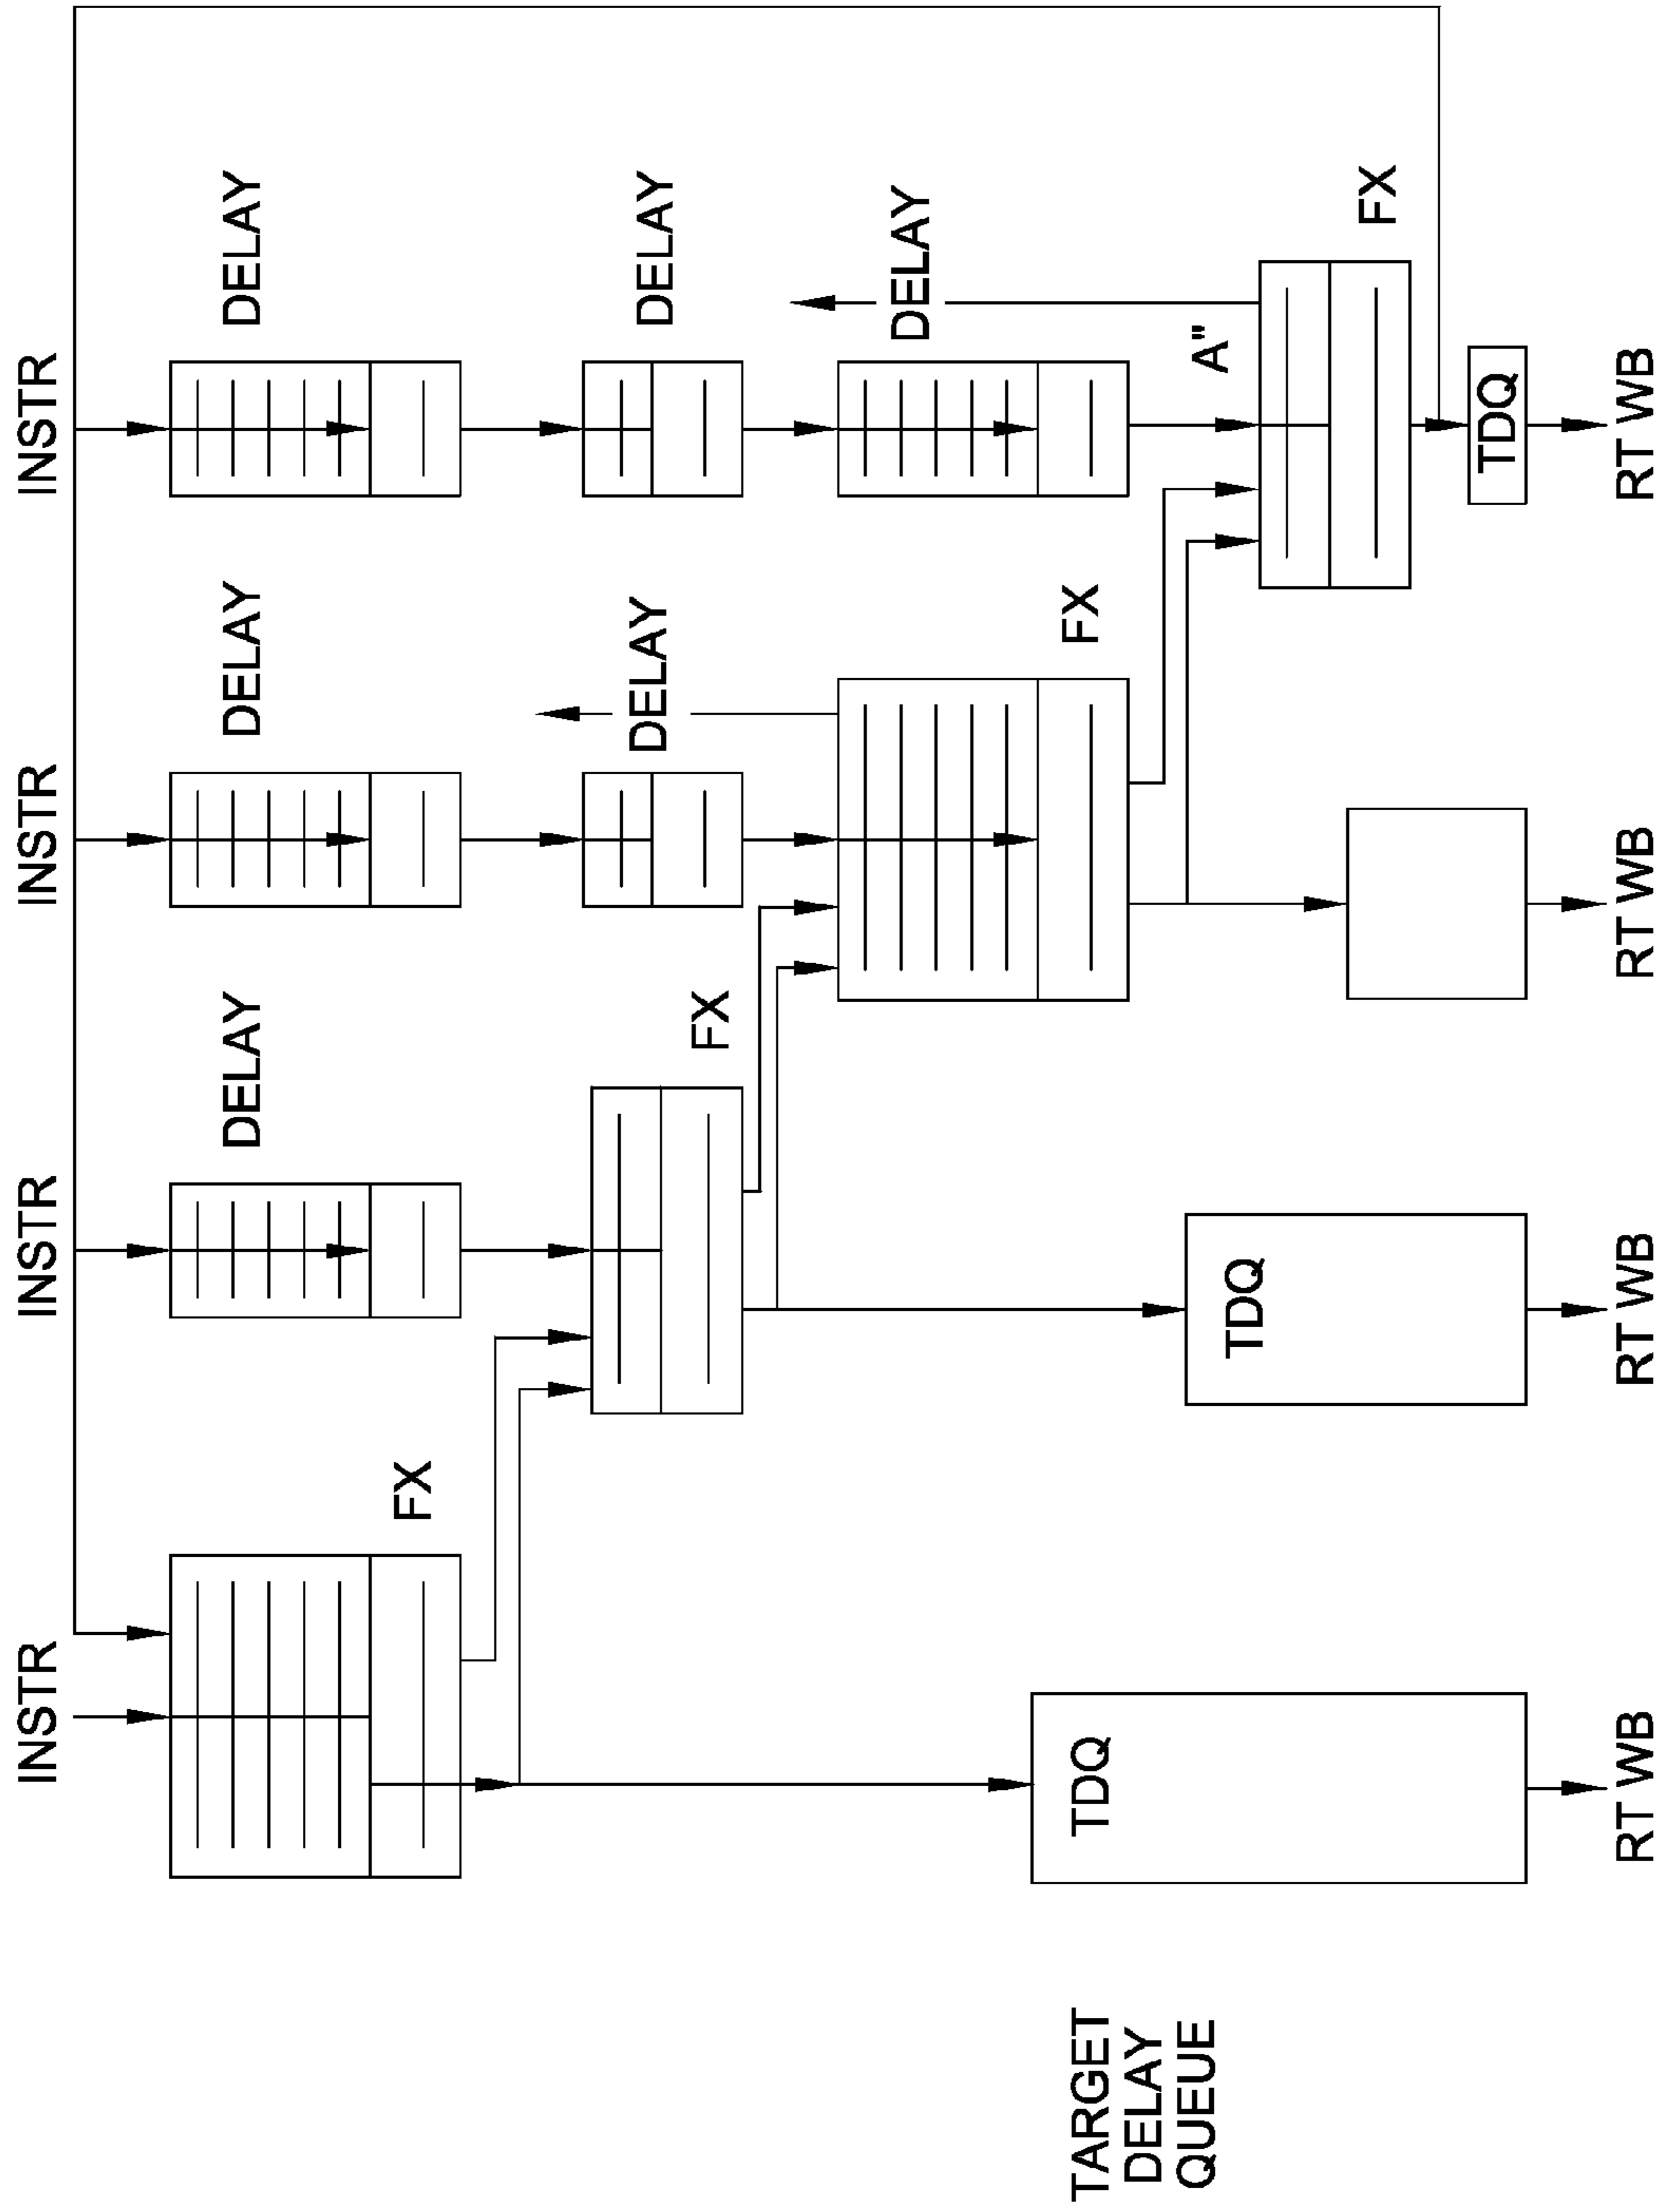 INSTR
INSTR
INSTR
INSTR
DELAY
DELAY
DELAY
FX
DELAY
DELAY
FX
DELAY
TARGET
DELAY
QUEUE
TDQ
FX
A"
TDQ
FX
TDQ
RT WB
RT WB
RT WB
RT WB